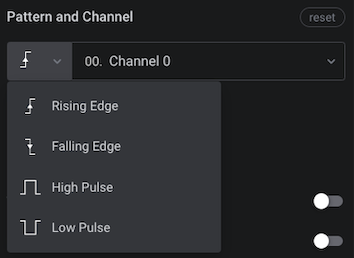 Pattern and Channel
reset
00. Channel 0
Rising Edge
Falling Edge
High Pulse
Low Pulse